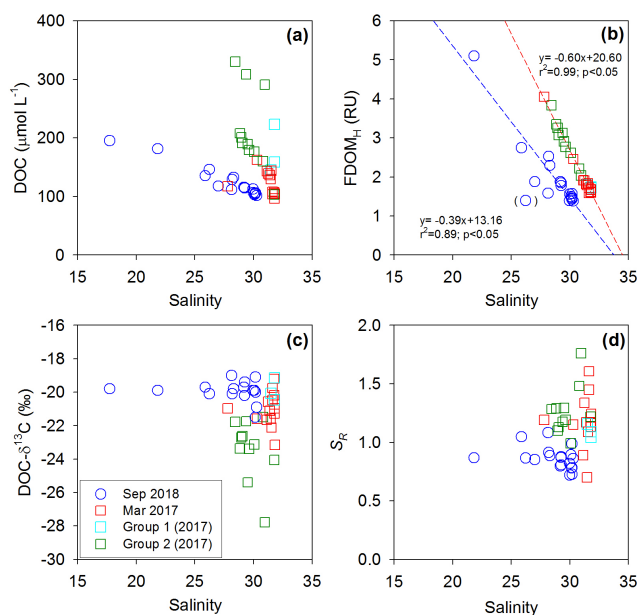 (a)
DOC (μmol L⁻¹)
400
300
200
100
0
15 20 25 30 35
Salinity
(b)
FDOM_H (RU)
6
5
4
3
2
1
0
y= -0.60x+20.60
r²=0.99; p<0.05
( )
y= -0.39x+13.16
r²=0.89; p<0.05
15 20 25 30 35
Salinity
(c)
DOC-δ¹³C (‰)
-16
-18
-20
-22
-24
-26
-28
-30
Sep 2018
Mar 2017
Group 1 (2017)
Group 2 (2017)
15 20 25 30 35
Salinity
(d)
S_R
2.0
1.5
1.0
0.5
0.0
15 20 25 30 35
Salinity